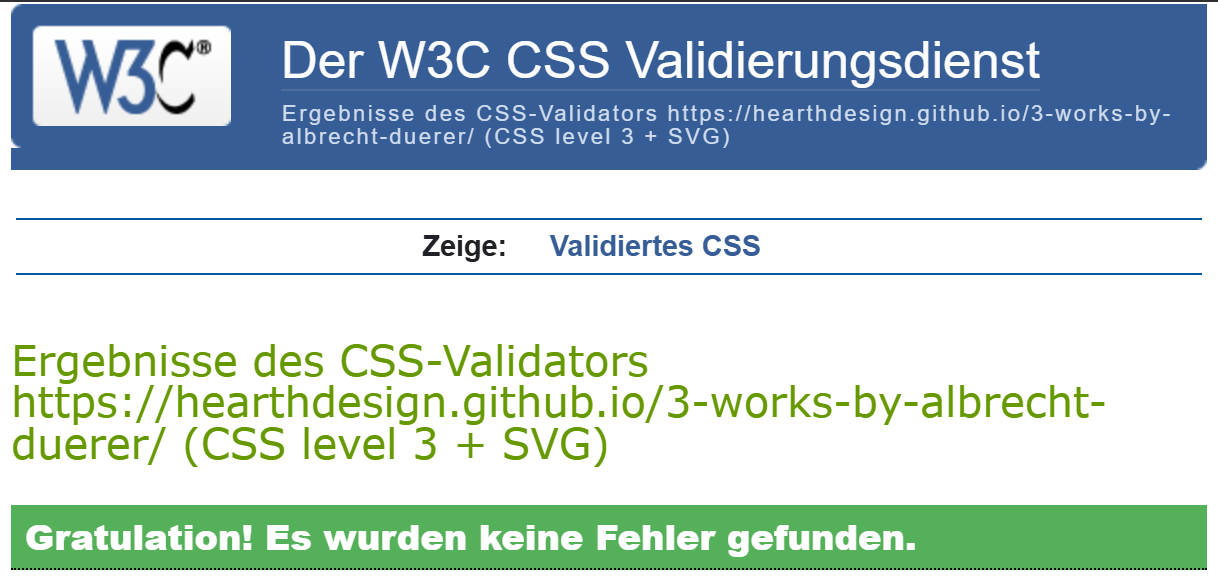 W3C®
Der W3C CSS Validierungsdienst
Ergebnisse des CSS-Validators https://hearthdesign.github.io/3-works-by-
albrecht-duerer/ (CSS level 3 + SVG)
Zeige: Validiertes CSS
Ergebnisse des CSS-Validators
https://hearthdesign.github.io/3-works-by-albrecht-
duerer/ (CSS level 3 + SVG)
Gratulation! Es wurden keine Fehler gefunden.